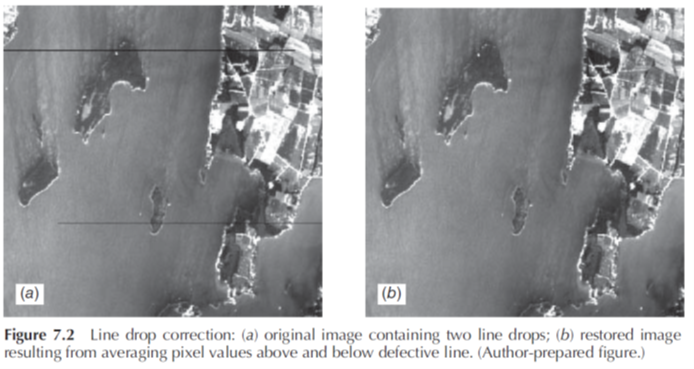 (a)
(b)
Figure 7.2 Line drop correction: (a) original image containing two line drops; (b) restored image
resulting from averaging pixel values above and below defective line. (Author-prepared figure.)